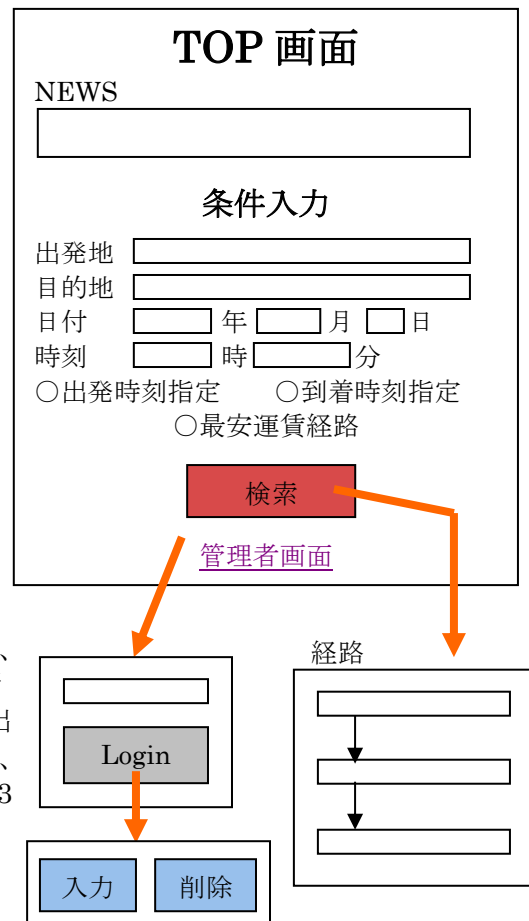 TOP 画面
NEWS
条件入力
出発地
目的地
日付 年 月 日
時刻 時 分
○出発時刻指定 ○到着時刻指定
○最安運賃経路
検索
管理者画面
、
出
、
3
Login
入力 削除
経路